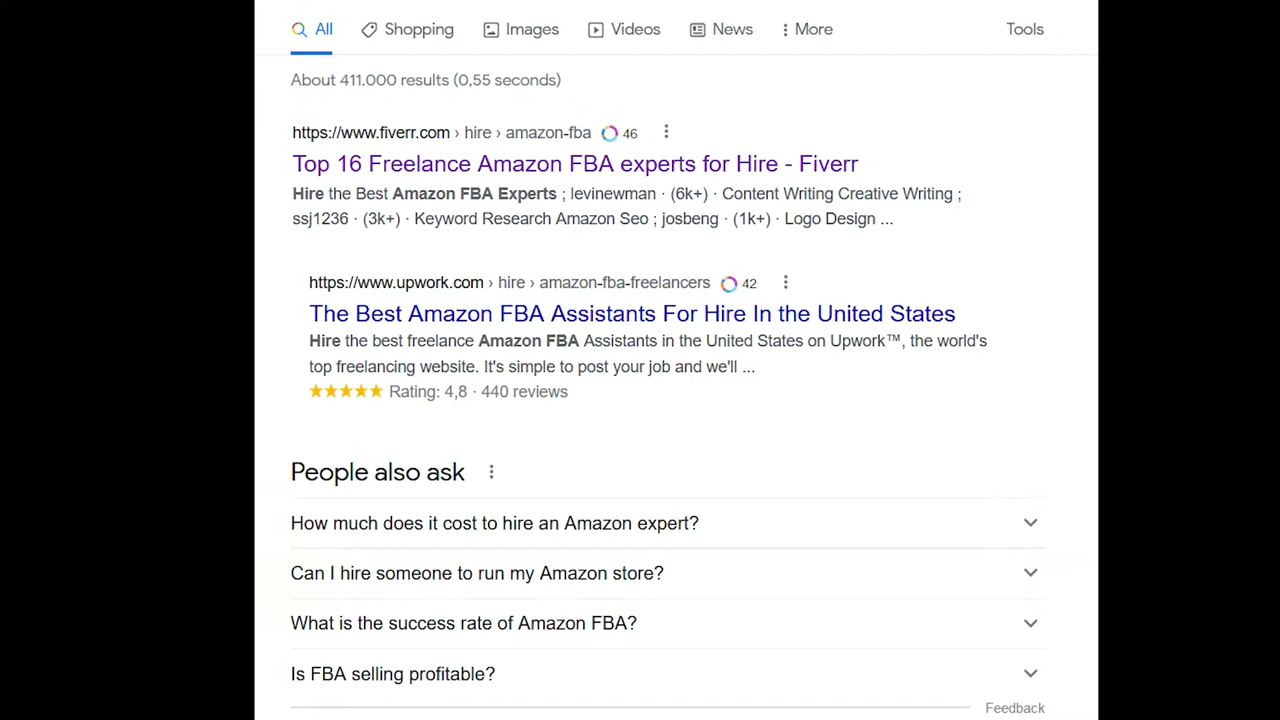 All Shopping Images Videos News More Tools
About 411.000 results (0,55 seconds)
https://www.fiverr.com › hire › amazon-fba 46
Top 16 Freelance Amazon FBA experts for Hire - Fiverr
Hire the Best Amazon FBA Experts ; levinewman · (6k+) · Content Writing Creative Writing ;
ssj1236 · (3k+) · Keyword Research Amazon Seo ; josbeng · (1k+) · Logo Design ...
https://www.upwork.com › hire › amazon-fba-freelancers 42
The Best Amazon FBA Assistants For Hire In the United States
Hire the best freelance Amazon FBA Assistants in the United States on Upwork™, the world's
top freelancing website. It's simple to post your job and we'll ...
Rating: 4,8 · 440 reviews
People also ask
How much does it cost to hire an Amazon expert?
Can I hire someone to run my Amazon store?
What is the success rate of Amazon FBA?
Is FBA selling profitable?
Feedback